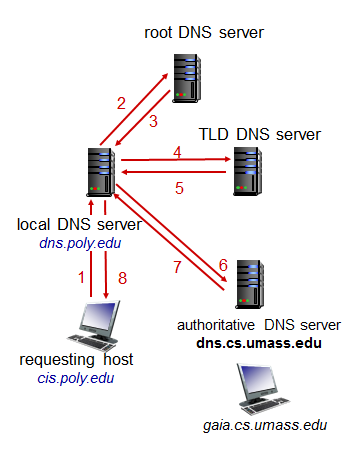 root DNS server
2
3
TLD DNS server
4
5
local DNS server
dns.poly.edu
6
7
1
8
authoritative DNS server
dns.cs.umass.edu
requesting host
cis.poly.edu
gaia.cs.umass.edu